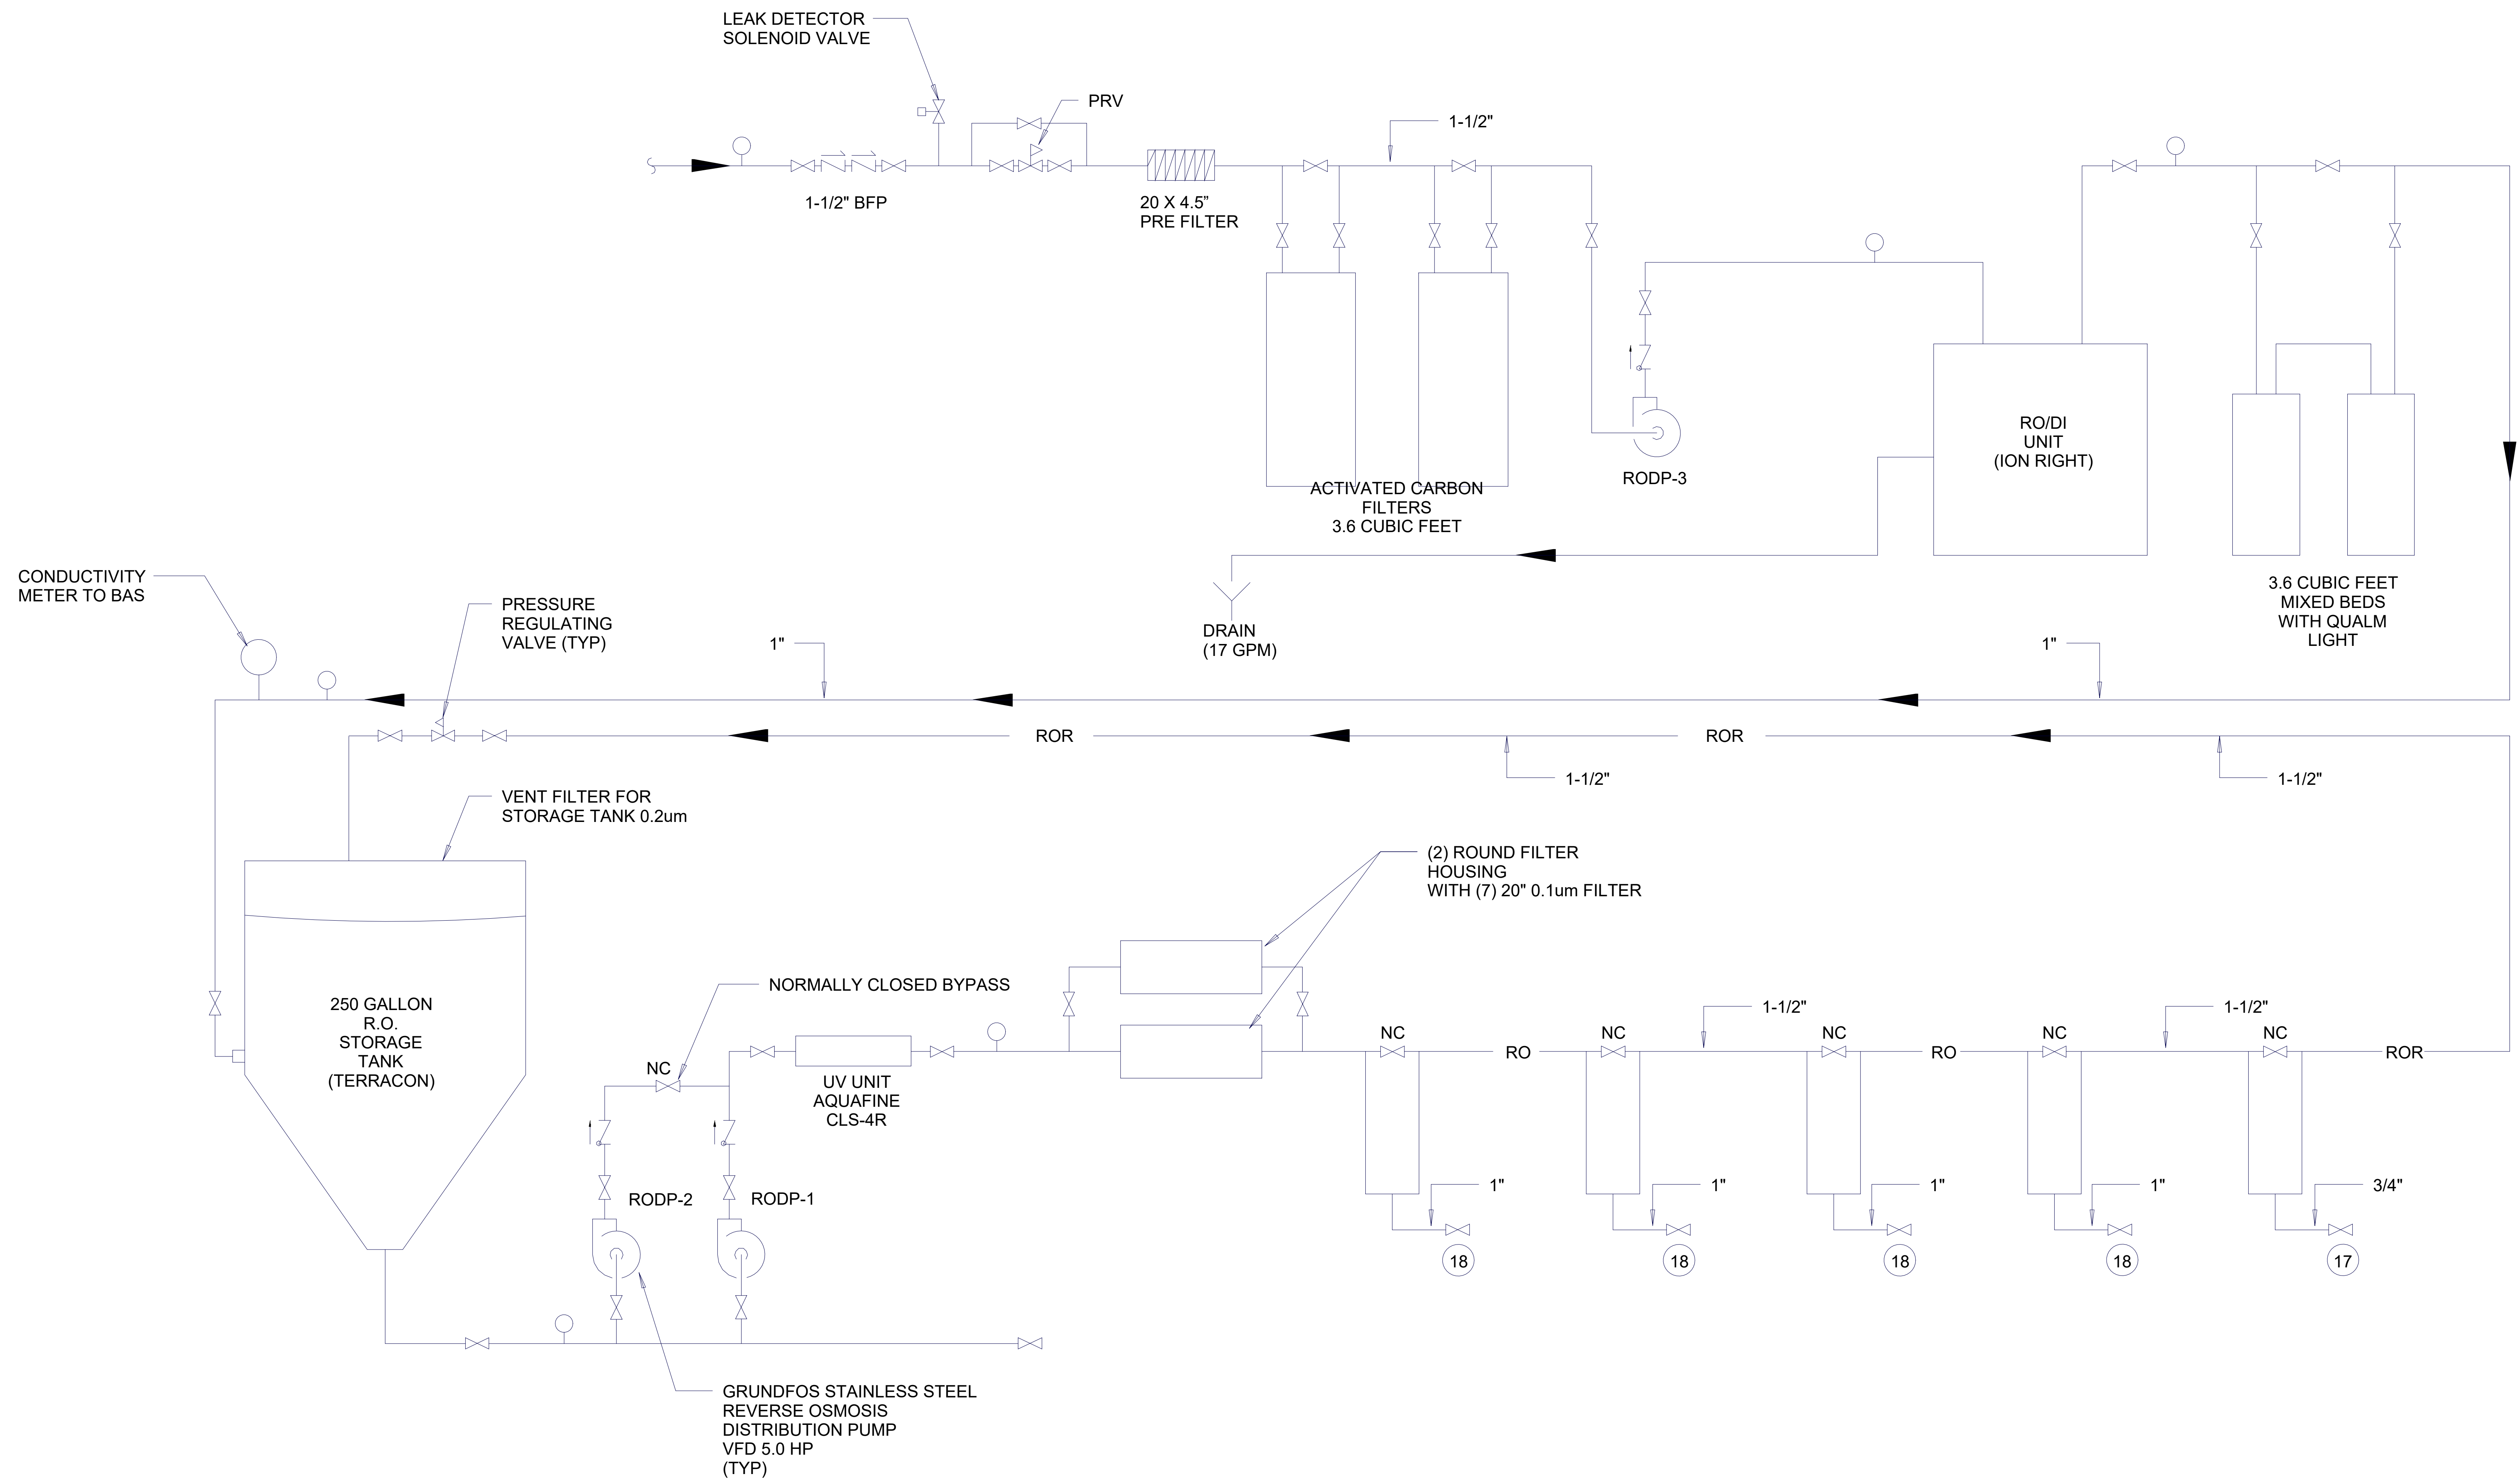 LEAK DETECTOR
SOLENOID VALVE
PRV
1-1/2"
1-1/2" BFP
20 X 4.5”
PRE FILTER
ACTIVATED CARBON
FILTERS
3.6 CUBIC FEET
RODP-3
RO/DI
UNIT
(ION RIGHT)
3.6 CUBIC FEET
MIXED BEDS
WITH QUALM
LIGHT
DRAIN
(17 GPM)
CONDUCTIVITY
METER TO BAS
PRESSURE
REGULATING
VALVE (TYP)
1"
1"
ROR
ROR
1-1/2"
1-1/2"
VENT FILTER FOR
STORAGE TANK 0.2um
(2) ROUND FILTER
HOUSING
WITH (7) 20" 0.1um FILTER
250 GALLON
R.O.
STORAGE
TANK
(TERRACON)
NORMALLY CLOSED BYPASS
NC
UV UNIT
AQUAFINE
CLS-4R
RODP-2
RODP-1
NC
RO
NC
1-1/2"
NC
RO
NC
1-1/2"
NC
ROR
1"
1"
1"
1"
3/4"
18
18
18
18
17
GRUNDFOS STAINLESS STEEL
REVERSE OSMOSIS
DISTRIBUTION PUMP
VFD 5.0 HP
(TYP)